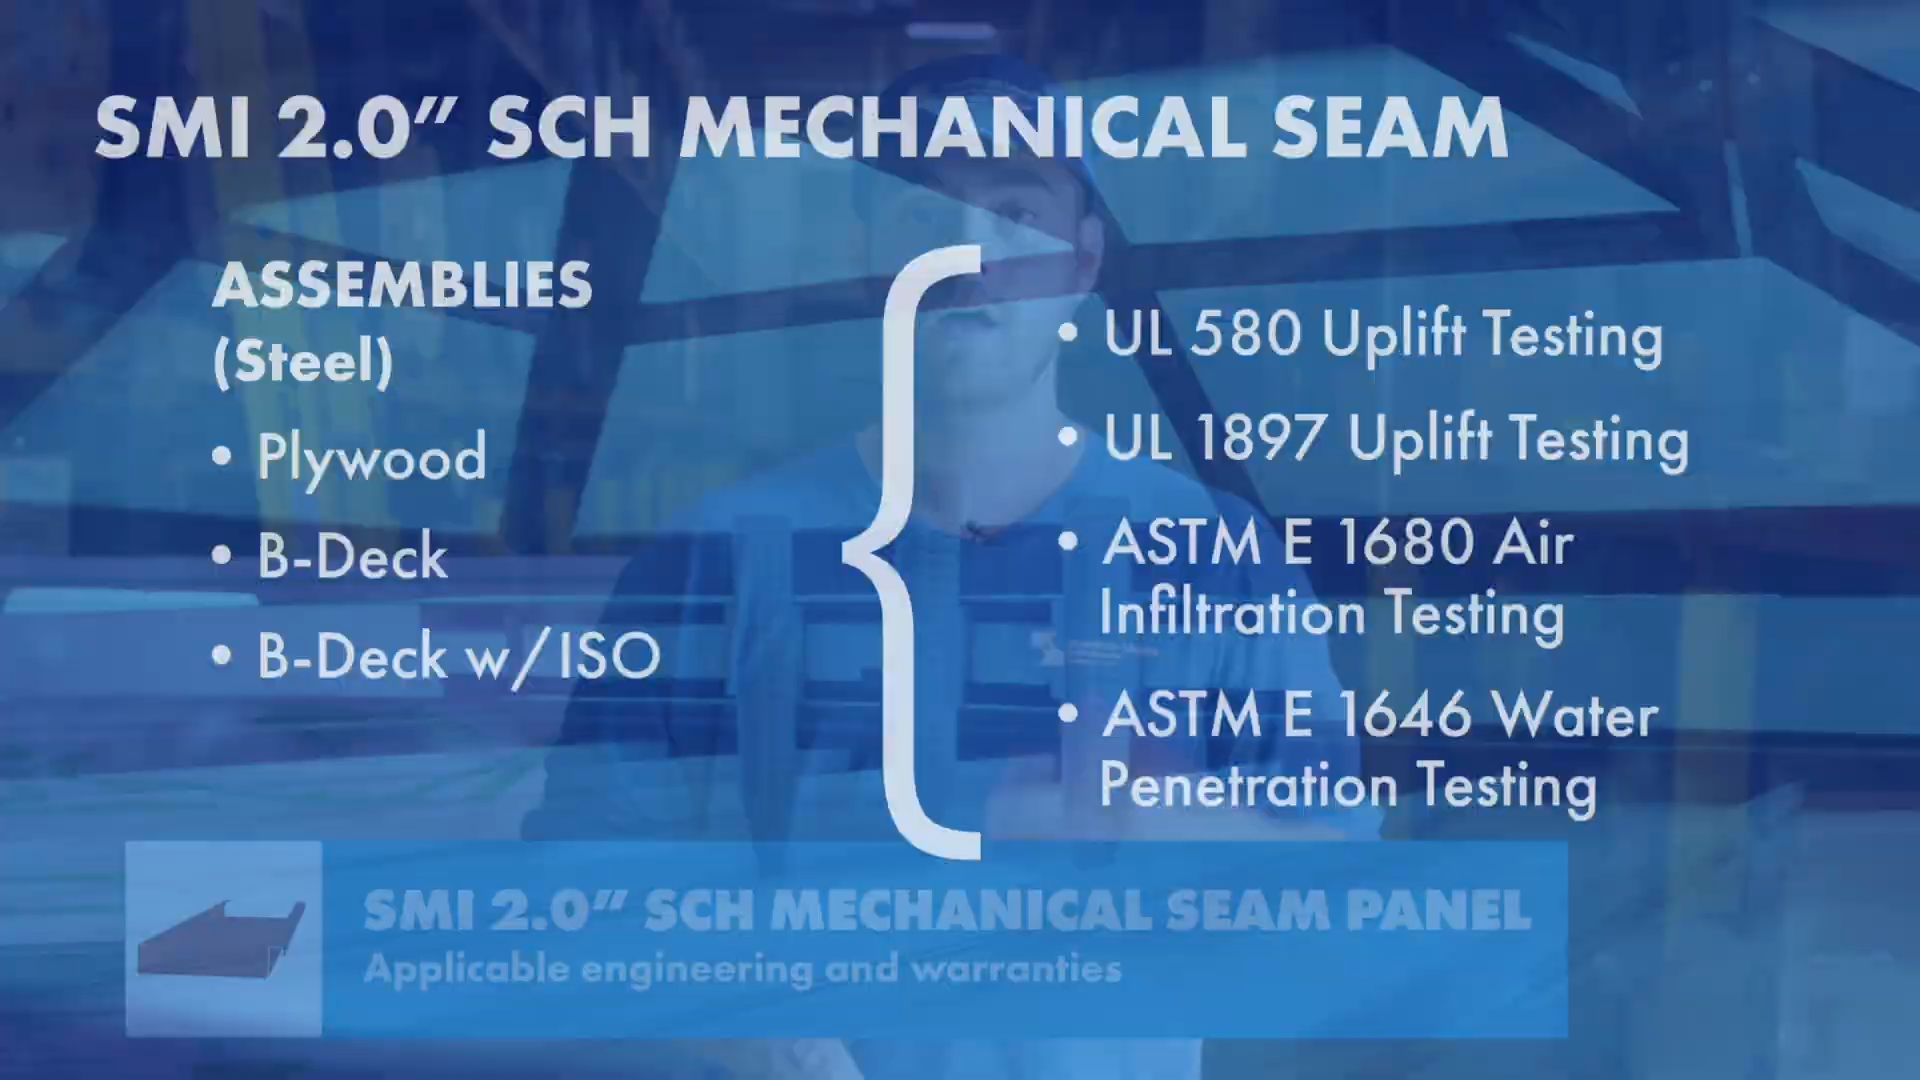 SMI 2.0” SCH MECHANICAL SEAM
ASSEMBLIES
(Steel)
• Plywood
• B-Deck
• B-Deck w/ISO
{
• UL 580 Uplift Testing
• UL 1897 Uplift Testing
• ASTM E 1680 Air
Infiltration Testing
• ASTM E 1646 Water
Penetration Testing
SMI 2.0” SCH MECHANICAL SEAM PANEL
Applicable engineering and warranties